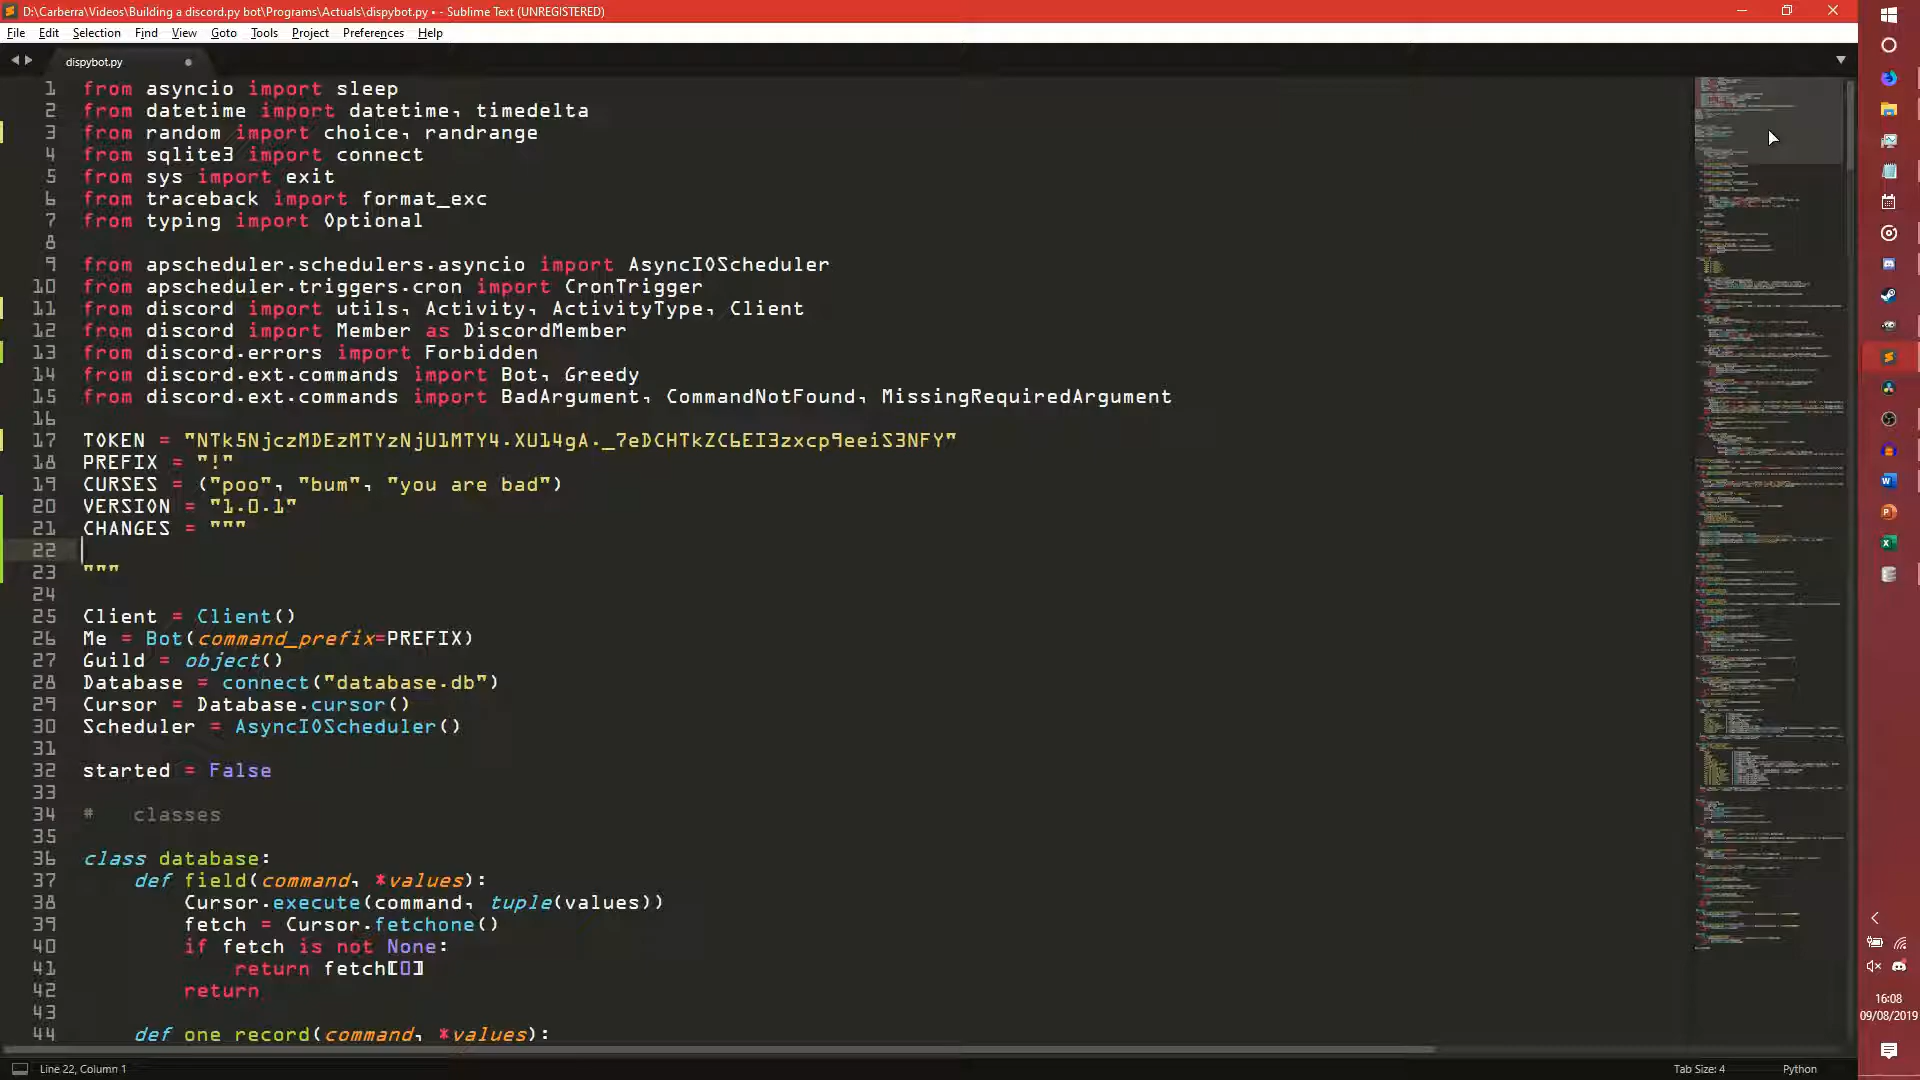 D:\Carberra\Videos\Building a discord.py bot\Programs\Actuals\dispybot.py • - Sublime Text (UNREGISTERED)
File Edit Selection Find View Goto Tools Project Preferences Help
dispybot.py
1 from asyncio import sleep
2 from datetime import datetime, timedelta
3 from random import choice, randrange
4 from sqlite3 import connect
5 from sys import exit
6 from traceback import format_exc
7 from typing import Optional
8
9 from apscheduler.schedulers.asyncio import AsyncIOScheduler
10 from apscheduler.triggers.cron import CronTrigger
11 from discord import utils, Activity, ActivityType, Client
12 from discord import Member as DiscordMember
13 from discord.errors import Forbidden
14 from discord.ext.commands import Bot, Greedy
15 from discord.ext.commands import BadArgument, CommandNotFound, MissingRequiredArgument
16
17 TOKEN = "NTk5NjczMDEzMTYzNjU1MTY4.XU14gA._7eDCHTkZC6EI3zxcp9eeiS3NFY"
18 PREFIX = "!"
19 CURSES = ("poo", "bum", "you are bad")
20 VERSION = "1.0.1"
21 CHANGES = """
22
23 """
24
25 Client = Client()
26 Me = Bot(command_prefix=PREFIX)
27 Guild = object()
28 Database = connect("database.db")
29 Cursor = Database.cursor()
30 Scheduler = AsyncIOScheduler()
31
32 started = False
33
34 # classes
35
36 class database:
37 def field(command, *values):
38 Cursor.execute(command, tuple(values))
39 fetch = Cursor.fetchone()
40 if fetch is not None:
41 return fetch[0]
42 return
43
44 def one_record(command, *values):
16:08
09/08/2019
Line 22, Column 1 Tab Size: 4 Python